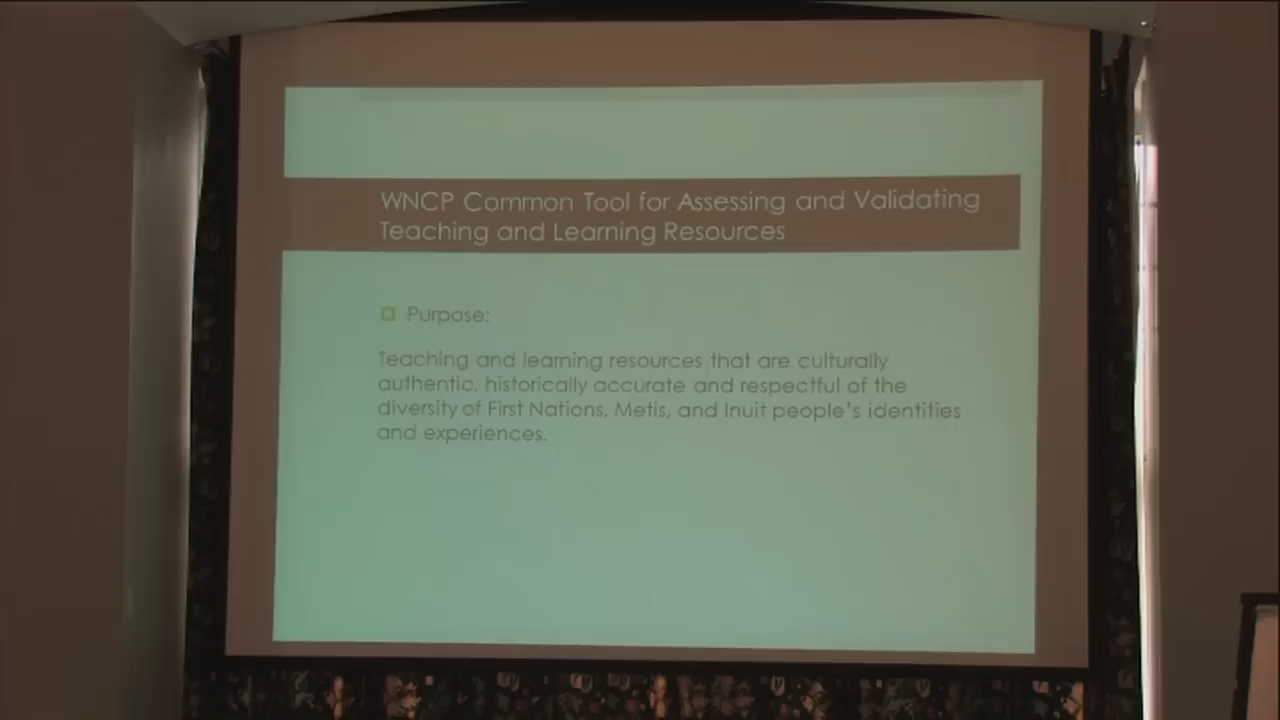 WNCP Common Tool for Assessing and Validating
Teaching and Learning Resources
Purpose:
Teaching and learning resources that are culturally
authentic, historically accurate and respectful of the
diversity of First Nations, Metis, and Inuit people's identities
and experiences.